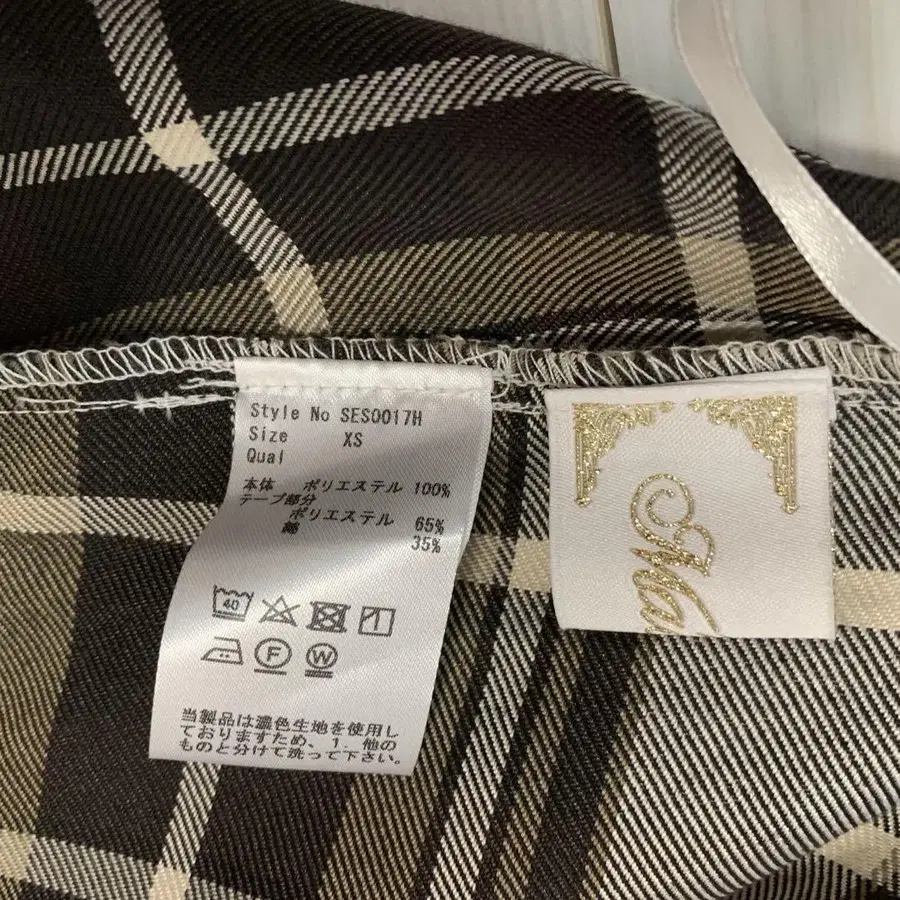 Style No SES0017H
Size XS
Qual
本体 ポリエステル 100%
テープ部分
ポリエステル 65%
綿 35%
40
1
F
W
当製品は濃色生地を使用し
ておりますため、1. 他の
ものと分けて洗って下さい。